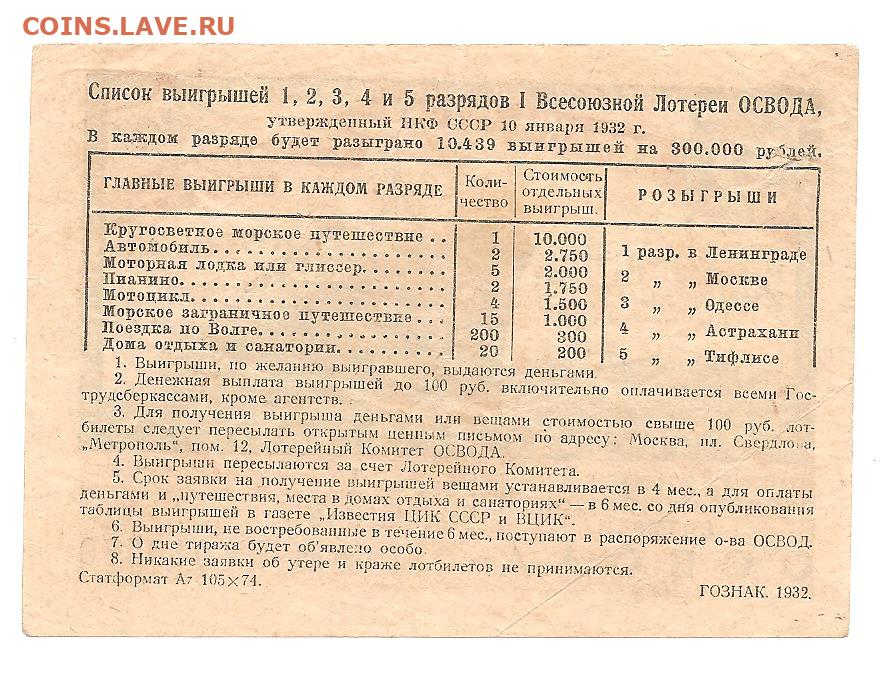 COINS.LAVE.RU
Список выигрышей 1, 2, 3, 4 и 5 разрядов I Всесоюзной Лотереи ОСВОДА,
утвержденный НКФ СССР 10 января 1932 г.
В каждом разряде будет разыграно 10.439 выигрышей на 300.000 рублей.
ГЛАВНЫЕ ВЫИГРЫШИ В КАЖДОМ РАЗРЯДЕ Коли-чество Стоимость отдельных выигрыш. РОЗЫГРЫШИ
Кругосветное морское путешествие . . 1 10.000
Автомобиль. . . . . . . . . . . . . . . . 2 2.750 1 разр. в Ленинграде
Моторная лодка или глиссер. . . . . . . 5 2.000
Пианино. . . . . . . . . . . . . . . . . . 2 1.750 2 „ „ Москве
Мотоцикл. . . . . . . . . . . . . . . . . 4 1.500 3 „ „ Одессе
Морское заграничное путешествие . . . 15 1.000
Поездка по Волге. . . . . . . . . . . . . 200 300 4 „ „ Астрахани
Дома отдыха и санатории. . . . . . . . . 20 200 5 „ „ Тифлисе
1. Выигрыши, по желанию выигравшего, выдаются деньгами.
2. Денежная выплата выигрышей до 100 руб. включительно оплачивается всеми Гос-
трудсберкассами, кроме агентств.
3. Для получения выигрыша деньгами или вещами стоимостью свыше 100 руб. лот-
билеты следует пересылать открытым ценным письмом по адресу: Москва, пл. Свердлова,
„Метрополь“, пом. 12, Лотерейный Комитет ОСВОДА.
4. Выигрыши пересылаются за счет Лотерейного Комитета.
5. Срок заявки на получение выигрышей вещами устанавливается в 4 мес., а для оплаты
деньгами и „путешествия, места в домах отдыха и санаториях“ — в 6 мес. со дня опубликования
таблицы выигрышей в газете „Известия ЦИК СССР и ВЦИК“.
6. Выигрыши, не востребованные в течение 6 мес., поступают в распоряжение о-ва ОСВОД.
7. О дне тиража будет об'явлено особо
8. Никакие заявки об утере и краже лотбилетов не принимаются.
Статформат А7 105×74.
ГОЗНАК. 1932.